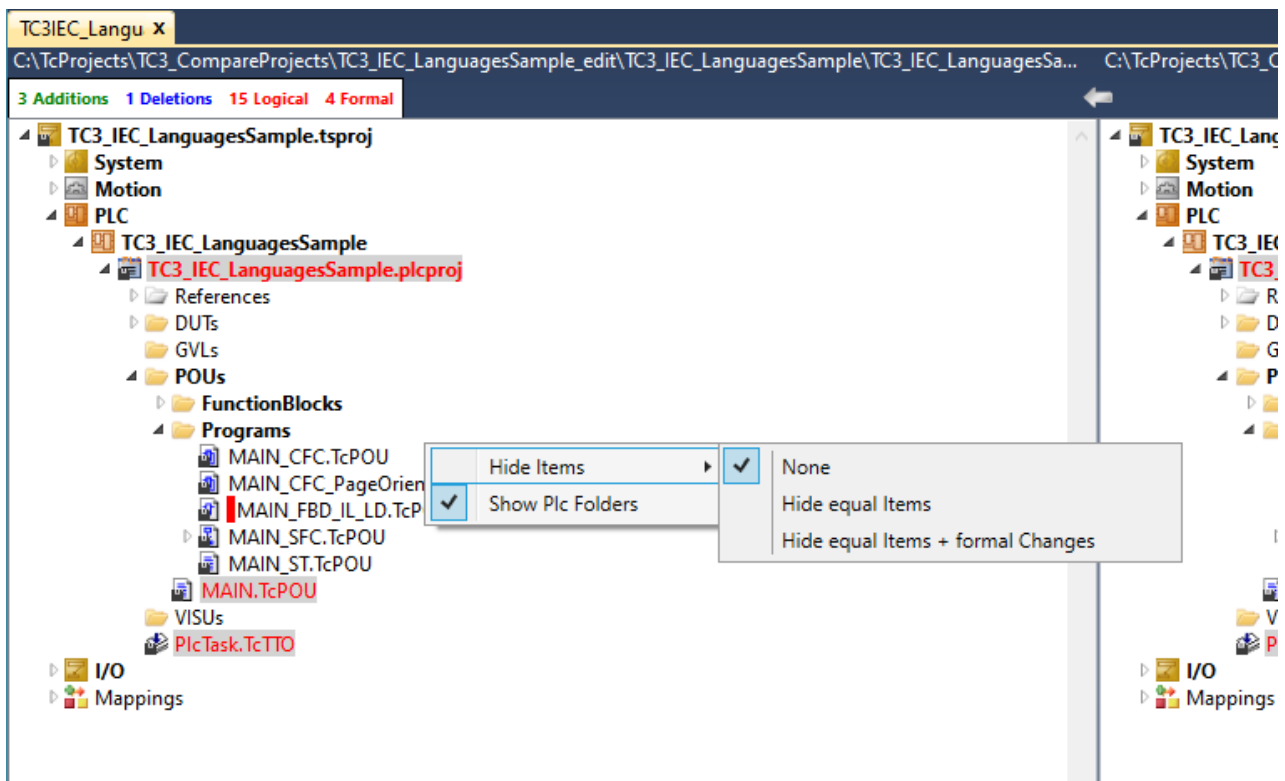 TC3IEC_Langu x
C:\TcProjects\TC3_CompareProjects\TC3_IEC_LanguagesSample_edit\TC3_IEC_LanguagesSample\TC3_IEC_LanguagesSa... C:\TcProjects\TC3_C
3 Additions 1 Deletions 15 Logical 4 Formal
TC3_IEC_LanguagesSample.tsproj TC3_IEC_Lang
System System
Motion Motion
PLC PLC
TC3_IEC_LanguagesSample TC3_IEC
TC3_IEC_LanguagesSample.plcproj TC3_
References R
DUTs D
GVLs G
POUs P
FunctionBlocks
Programs
MAIN_CFC.TcPOU Hide Items None
MAIN_CFC_PageOrien
Show Plc Folders Hide equal Items
MAIN_FBD_IL_LD.TcP
MAIN_SFC.TcPOU Hide equal Items + formal Changes
MAIN_ST.TcPOU
MAIN.TcPOU
VISUs V
PlcTask.TcTTO P
I/O I/O
Mappings Mappings